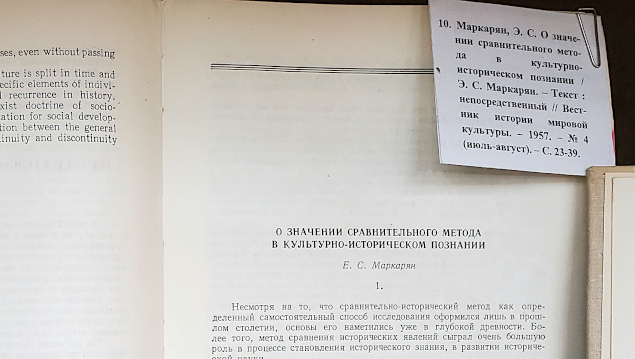 ses, even without passing
ture is split in time and
ecific elements of indivi-
l recurrence in history.
xist doctrine of socio-
ation for social develop-
tion between the general
tinuity and discontinuity
10. Маркарян, Э. С. О значе-
нии сравнительного мето-
да в культурно-
историческом познании /
Э. С. Маркарян. – Текст :
непосредственный // Вест-
ник истории мировой
культуры. – 1957. – № 4
(июль-август). – С. 23-39.
О ЗНАЧЕНИИ СРАВНИТЕЛЬНОГО МЕТОДА
В КУЛЬТУРНО-ИСТОРИЧЕСКОМ ПОЗНАНИИ
Е. С. Маркарян
1.
Несмотря на то, что сравнительно-исторический метод как опре-
деленный самостоятельный способ исследования оформился лишь в прош-
лом столетии, основы его наметились уже в глубокой древности. Бо-
лее того, метод сравнения исторических явлений сыграл очень большую
роль в процессе становления исторического знания, в развитии историче-
ской науки